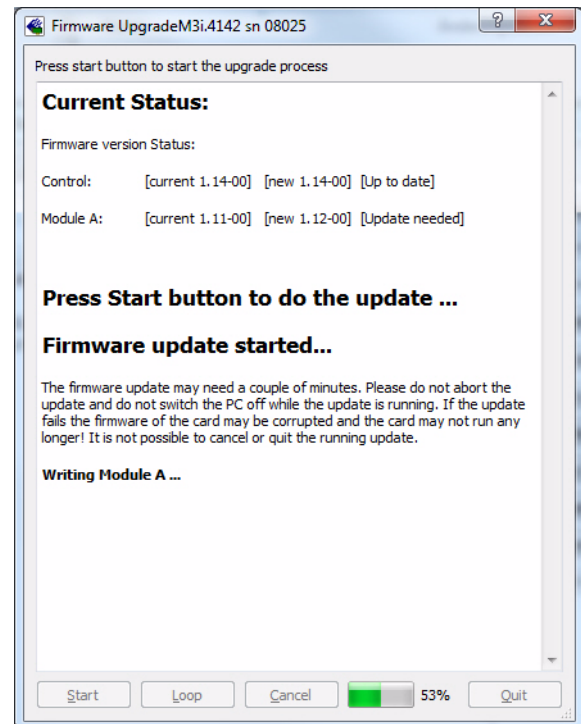 Firmware UpgradeM3i.4142 sn 08025
Press start button to start the upgrade process
Current Status:
Firmware version Status:
Control: [current 1.14-00] [new 1.14-00] [Up to date]
Module A: [current 1.11-00] [new 1.12-00] [Update needed]
Press Start button to do the update ...
Firmware update started...
The firmware update may need a couple of minutes. Please do not abort the
update and do not switch the PC off while the update is running. If the update
fails the firmware of the card may be corrupted and the card may not run any
longer! It is not possible to cancel or quit the running update.
Writing Module A ...
Start Loop Cancel 53% Quit